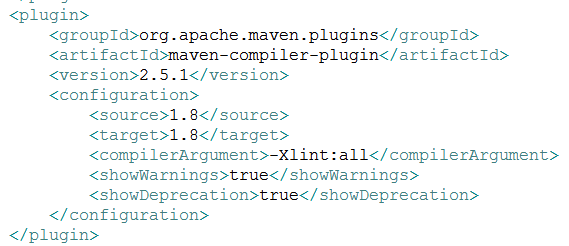 <plugin>
<groupId>org.apache.maven.plugins</groupId>
<artifactId>maven-compiler-plugin</artifactId>
<version>2.5.1</version>
<configuration>
<source>1.8</source>
<target>1.8</target>
<compilerArgument>-Xlint:all</compilerArgument>
<showWarnings>true</showWarnings>
<showDeprecation>true</showDeprecation>
</configuration>
</plugin>